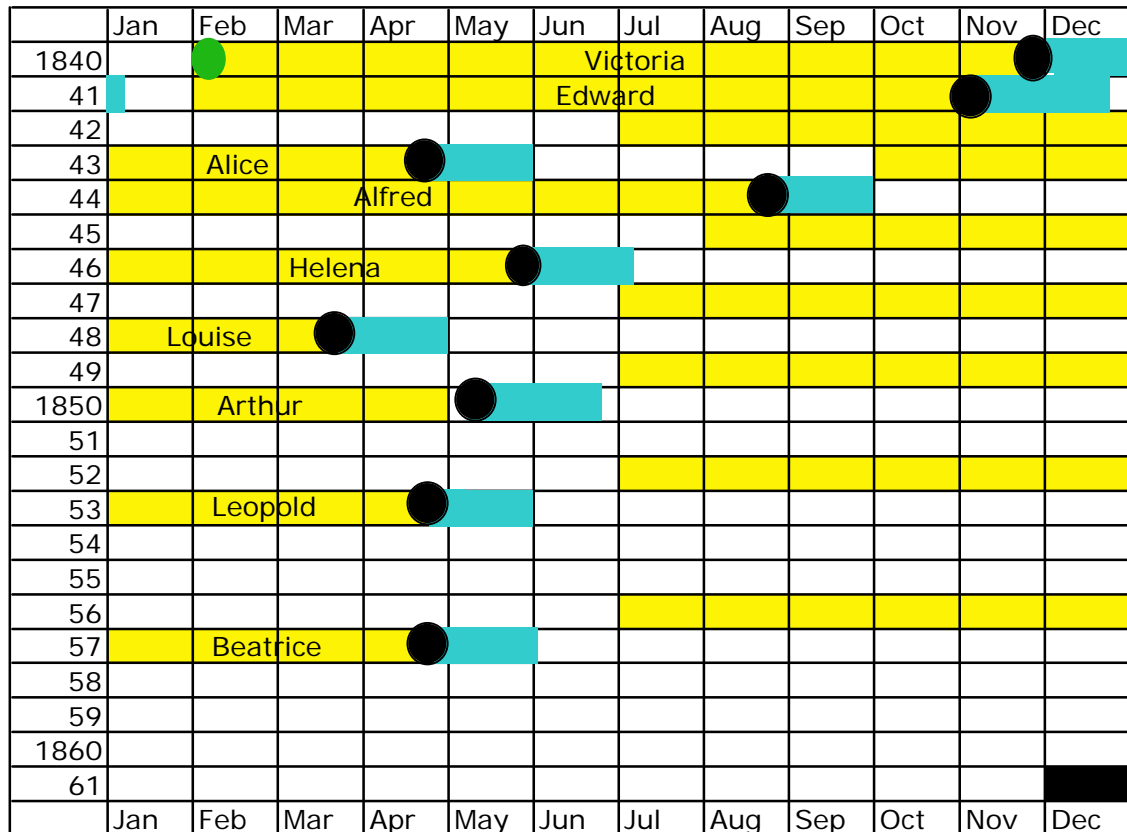 Jan Feb Mar Apr May Jun Jul Aug Sep Oct Nov Dec
1840 Victoria
41 Edward
42
43 Alice
44 Alfred
45
46 Helena
47
48 Louise
49
1850 Arthur
51
52
53 Leopold
54
55
56
57 Beatrice
58
59
1860
61
Jan Feb Mar Apr May Jun Jul Aug Sep Oct Nov Dec